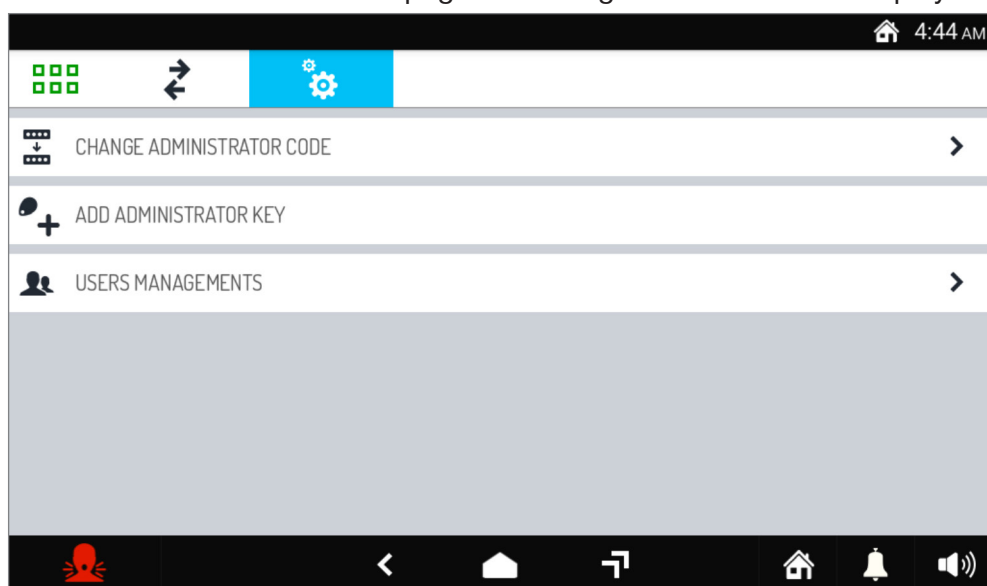 4:44 AM
CHANGE ADMINISTRATOR CODE
ADD ADMINISTRATOR KEY
USERS MANAGEMENTS